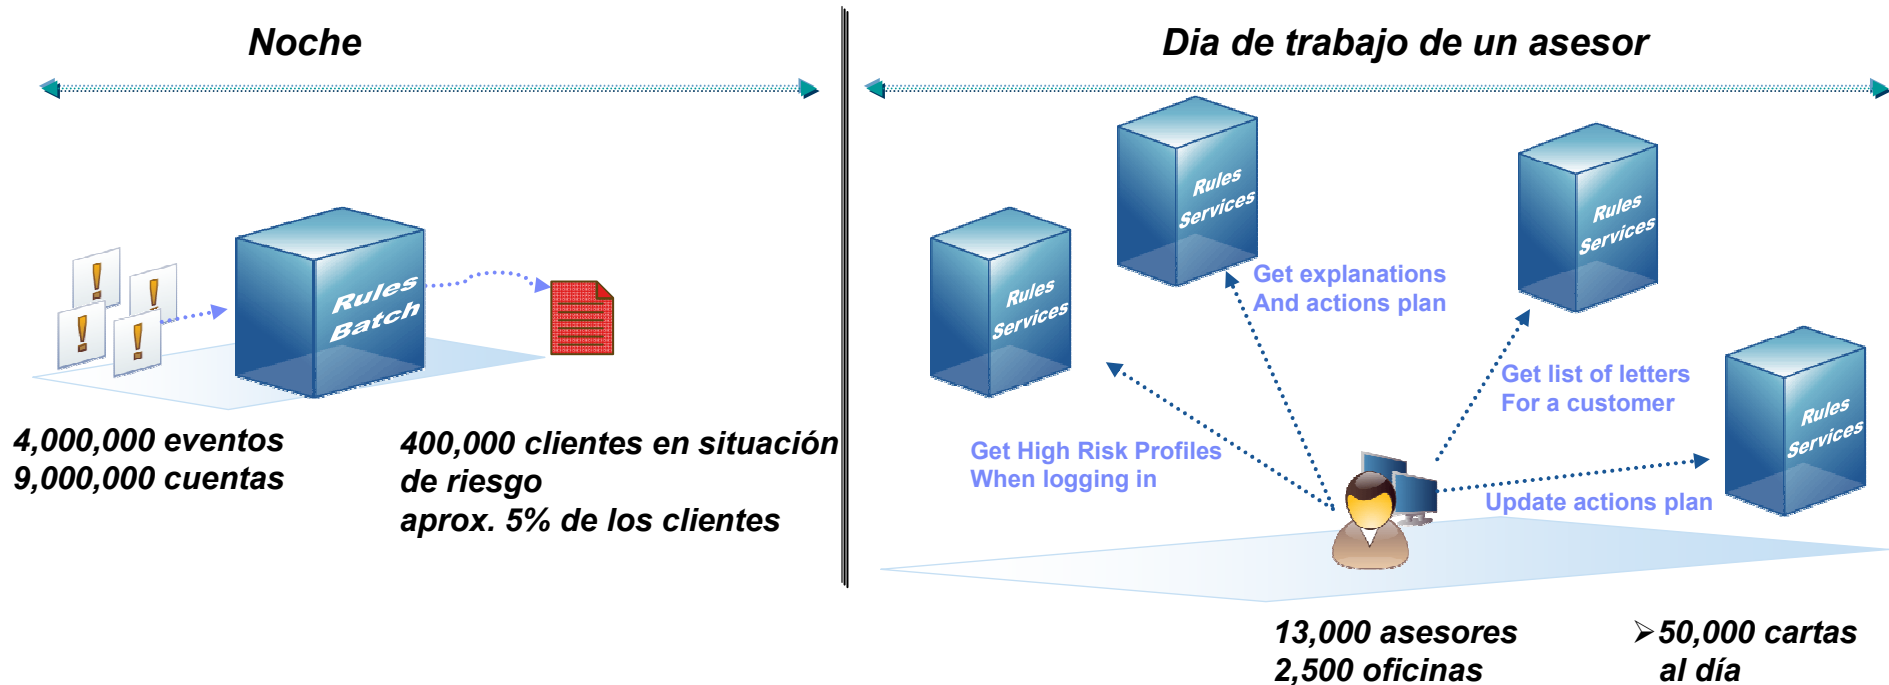 Noche
Rules
Batch
4,000,000 eventos
9,000,000 cuentas
400,000 clientes en situación
de riesgo
aprox. 5% de los clientes
Dia de trabajo de un asesor
Rules
Services
Rules
Services
Rules
Services
Rules
Services
Get explanations
And actions plan
Get list of letters
For a customer
Get High Risk Profiles
When logging in
Update actions plan
13,000 asesores
2,500 oficinas
➢50,000 cartas
al día